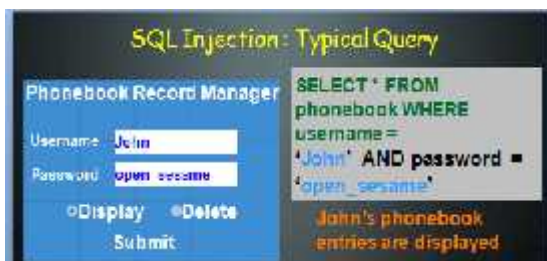 SQL Injection: Typical Query
Phonebook Record Manager
Username John
Password open_sesame
Display Delete
Submit
SELECT * FROM
phonebook WHERE
username =
'John' AND password =
'open_sesame'
John's phonebook
entries are displayed